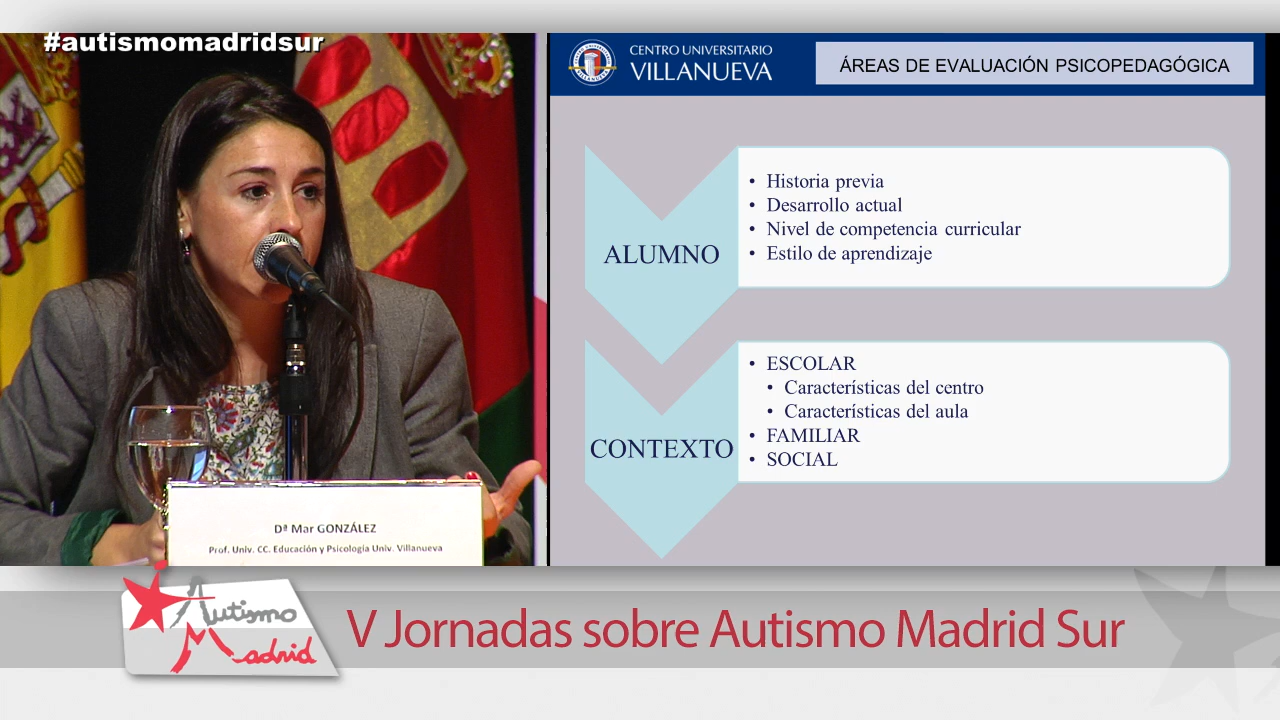 #autismomadridsur
CENTRO UNIVERSITARIO
VILLANUEVA
ÁREAS DE EVALUACIÓN PSICOPEDAGÓGICA
ALUMNO
• Historia previa
• Desarrollo actual
• Nivel de competencia curricular
• Estilo de aprendizaje
CONTEXTO
• ESCOLAR
• Características del centro
• Características del aula
• FAMILIAR
• SOCIAL
Dª Mar GONZÁLEZ
Prof. Univ. CC. Educación y Psicología Univ. Villanueva
Autismo
Madrid
V Jornadas sobre Autismo Madrid Sur